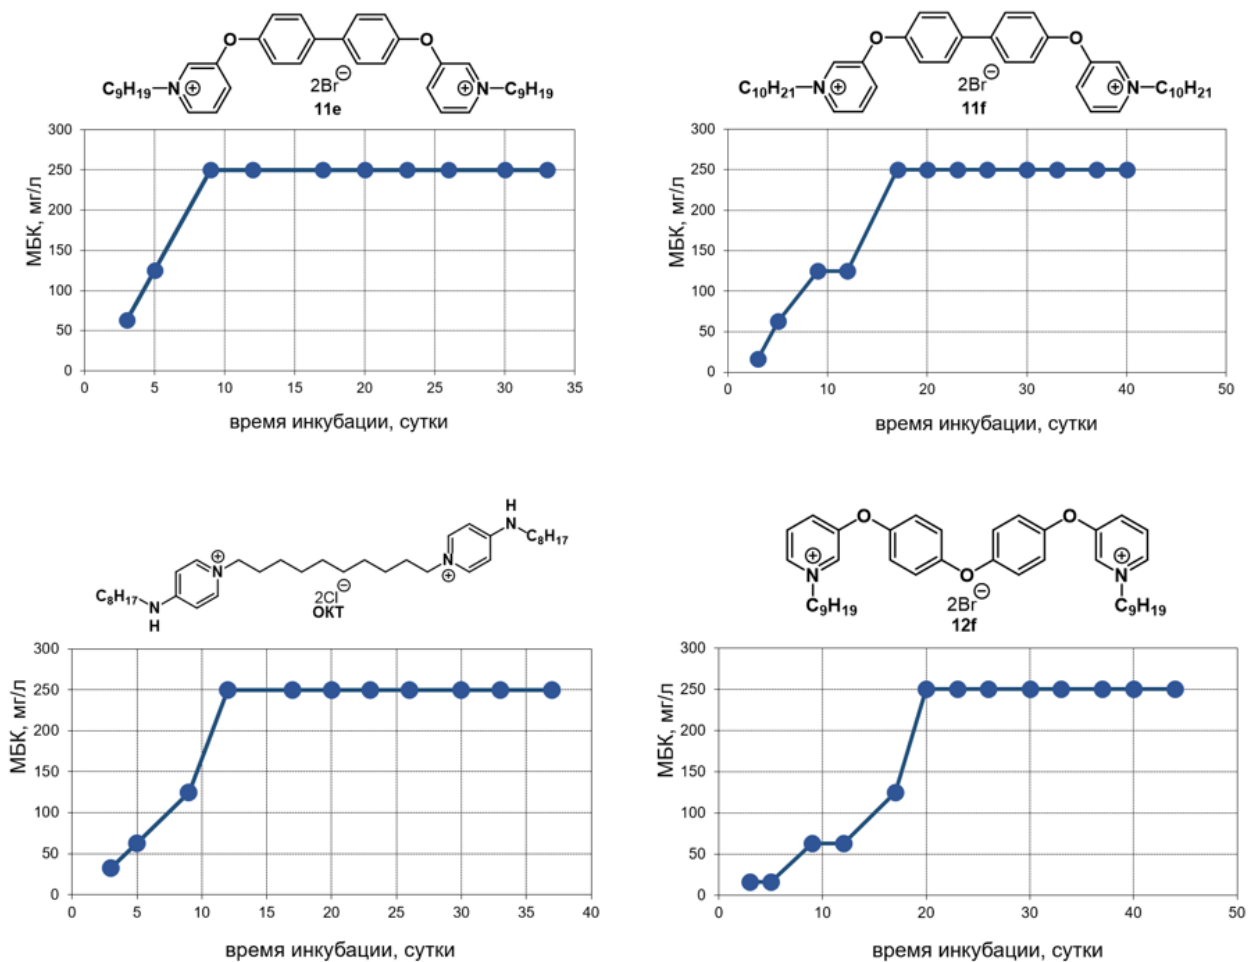 O O
C₉H₁₉ N⁺ 2Br⊖ N⁺ C₉H₁₉
11e
300
250
200
150
100
50
0
МБК, мг/л
0 5 10 15 20 25 30 35
время инкубации, сутки
O O
C₁₀H₂₁ N⁺ 2Br⊖ N⁺ C₁₀H₂₁
11f
300
250
200
150
100
50
0
МБК, мг/л
0 10 20 30 40 50
время инкубации, сутки
H
N C₈H₁₇
N⁺ N⁺
C₈H₁₇ N 2Cl⊖
H ОКТ
300
250
200
150
100
50
0
МБК, мг/л
0 5 10 15 20 25 30 35 40
время инкубации, сутки
O O
N⁺ O N⁺
C₉H₁₉ 2Br⊖ C₉H₁₉
12f
300
250
200
150
100
50
0
МБК, мг/л
0 10 20 30 40 50
время инкубации, сутки